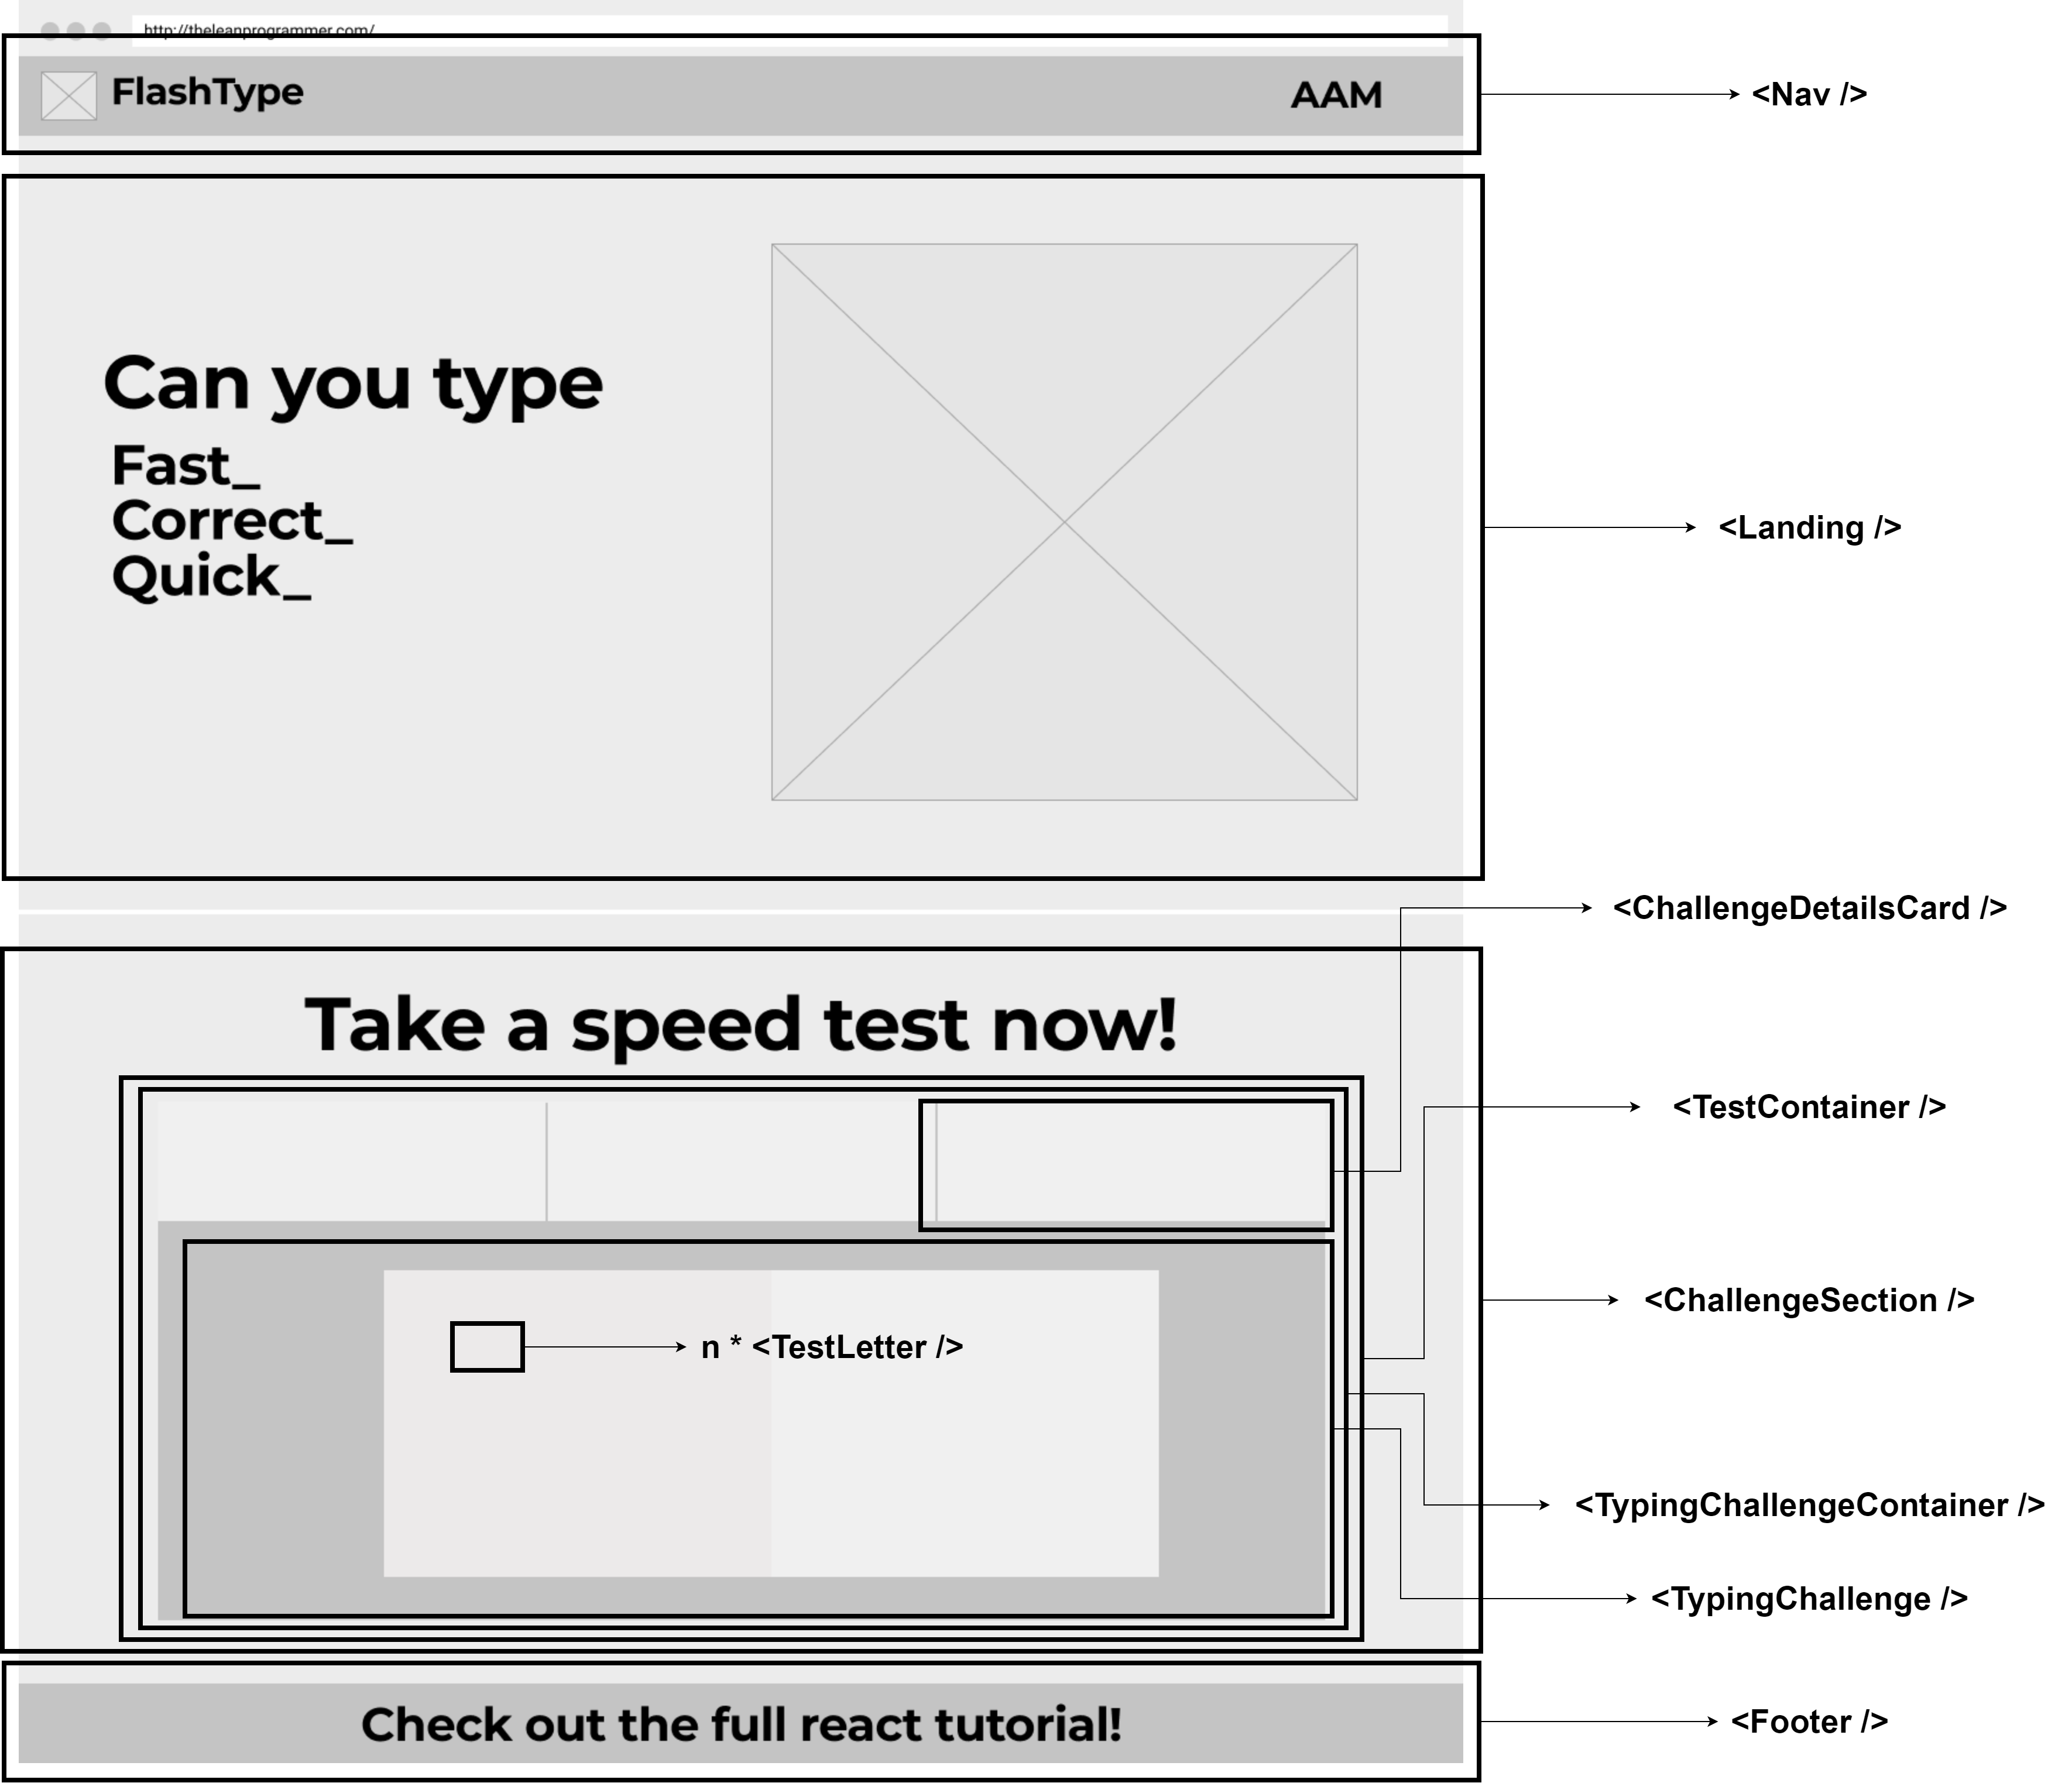 http://theleanprogrammer.com/
FlashType
AAM
<Nav />
Can you type
Fast_
Correct_
Quick_
<Landing />
<ChallengeDetailsCard />
Take a speed test now!
<TestContainer />
<ChallengeSection />
n * <TestLetter />
<TypingChallengeContainer />
<TypingChallenge />
Check out the full react tutorial!
<Footer />